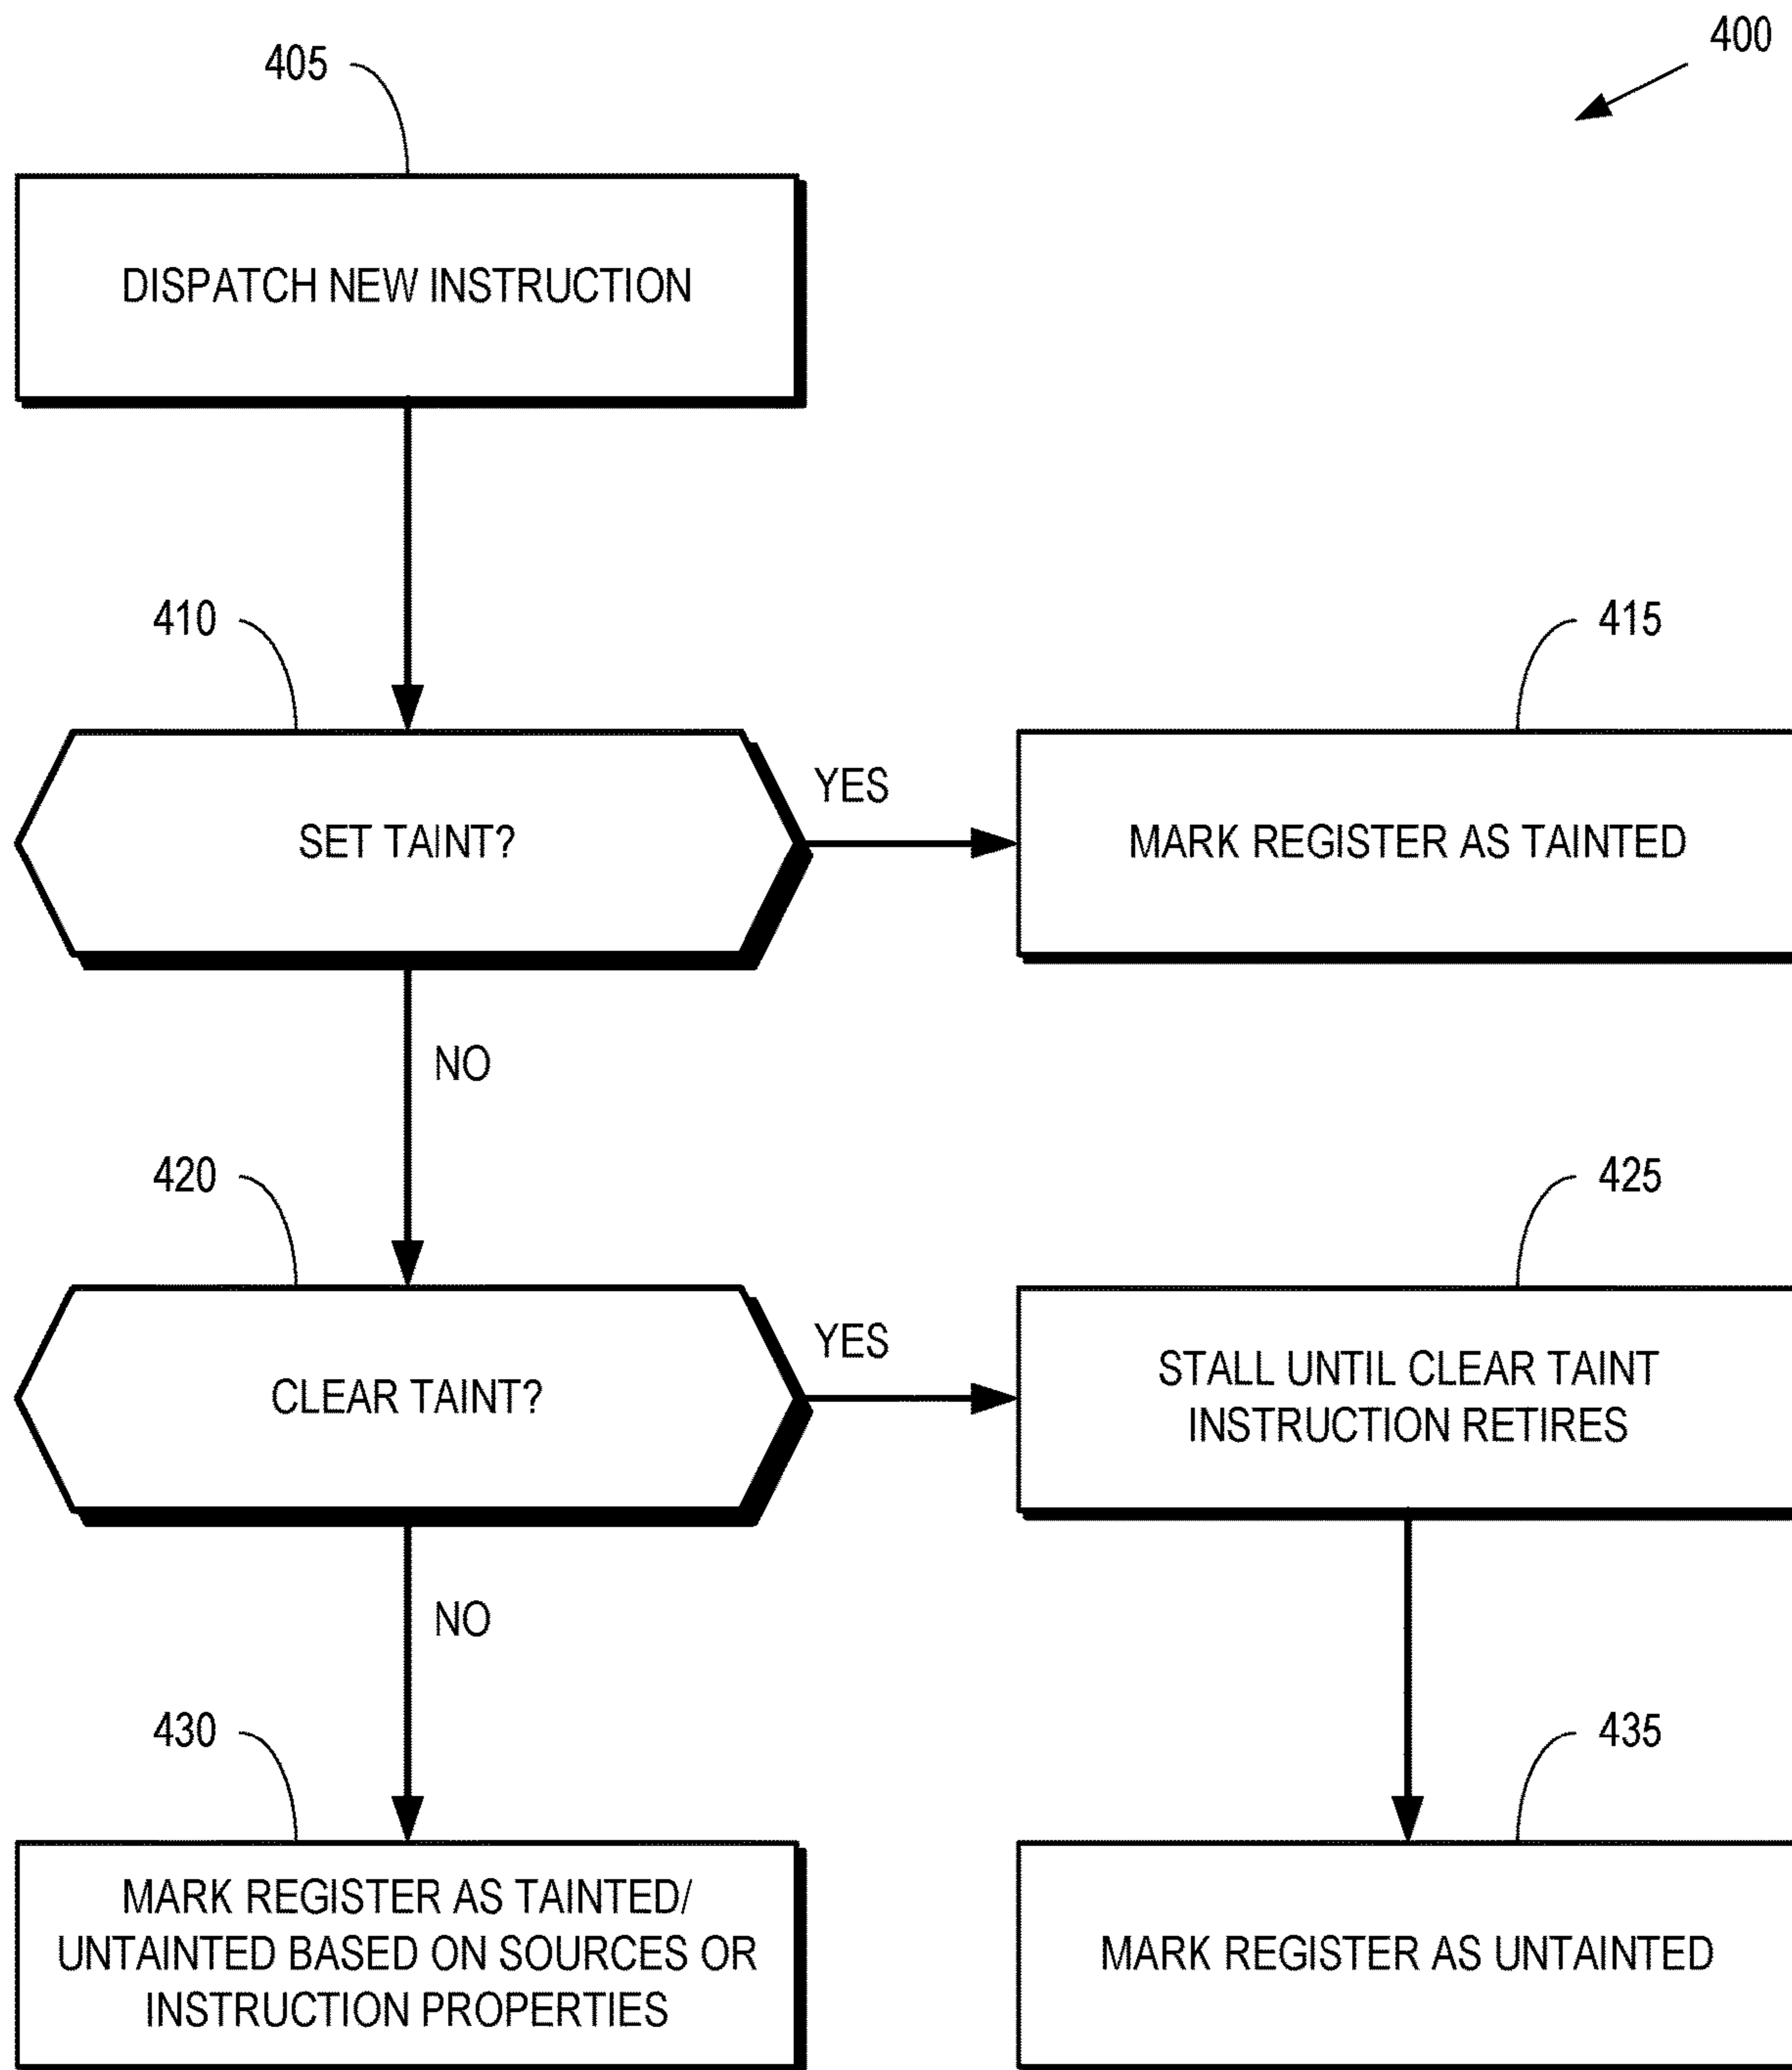 400
405
DISPATCH NEW INSTRUCTION
410
SET TAINT?
YES
415
MARK REGISTER AS TAINTED
NO
420
CLEAR TAINT?
YES
425
STALL UNTIL CLEAR TAINT
INSTRUCTION RETIRES
NO
430
MARK REGISTER AS TAINTED/
UNTAINTED BASED ON SOURCES OR
INSTRUCTION PROPERTIES
435
MARK REGISTER AS UNTAINTED